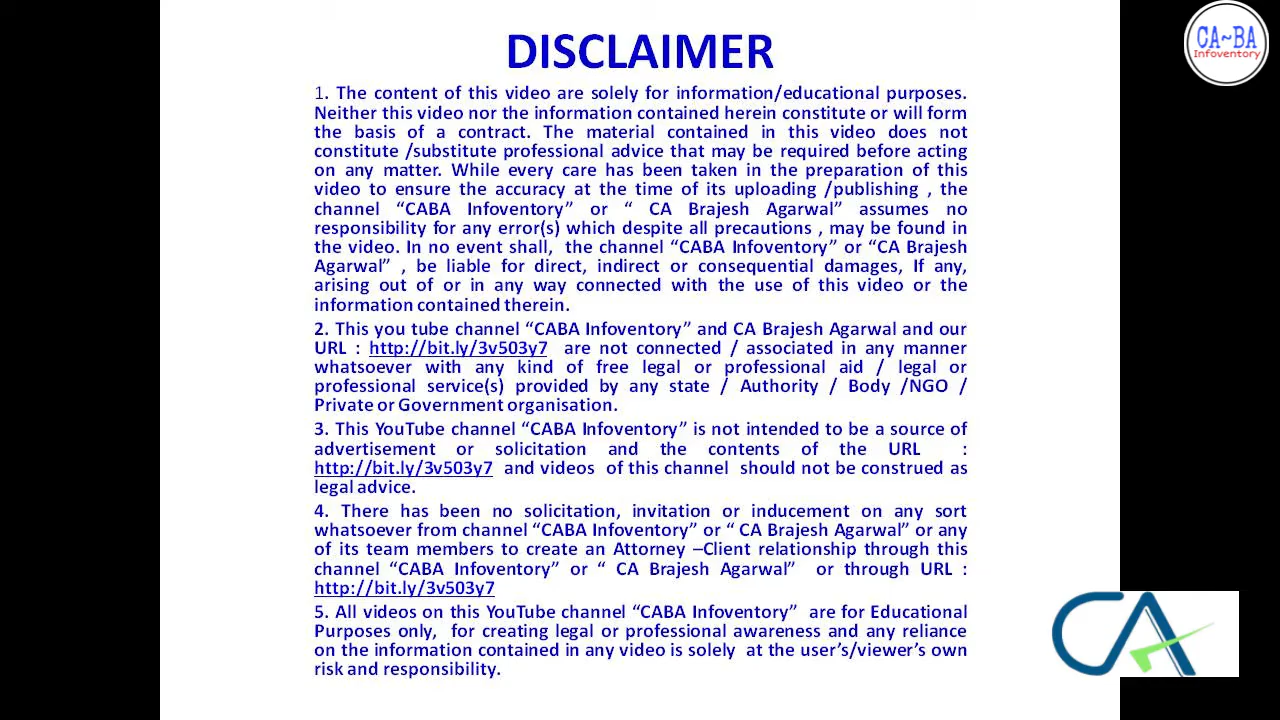 CA~BA
Infoventory
DISCLAIMER
1. The content of this video are solely for information/educational purposes.
Neither this video nor the information contained herein constitute or will form
the basis of a contract. The material contained in this video does not
constitute /substitute professional advice that may be required before acting
on any matter. While every care has been taken in the preparation of this
video to ensure the accuracy at the time of its uploading /publishing , the
channel “CABA Infoventory” or “ CA Brajesh Agarwal” assumes no
responsibility for any error(s) which despite all precautions , may be found in
the video. In no event shall, the channel “CABA Infoventory” or “CA Brajesh
Agarwal” , be liable for direct, indirect or consequential damages, If any,
arising out of or in any way connected with the use of this video or the
information contained therein.
2. This you tube channel “CABA Infoventory” and CA Brajesh Agarwal and our
URL : http://bit.ly/3v503y7 are not connected / associated in any manner
whatsoever with any kind of free legal or professional aid / legal or
professional service(s) provided by any state / Authority / Body /NGO /
Private or Government organisation.
3. This YouTube channel “CABA Infoventory” is not intended to be a source of
advertisement or solicitation and the contents of the URL :
http://bit.ly/3v503y7 and videos of this channel should not be construed as
legal advice.
4. There has been no solicitation, invitation or inducement on any sort
whatsoever from channel “CABA Infoventory” or “ CA Brajesh Agarwal” or any
of its team members to create an Attorney –Client relationship through this
channel “CABA Infoventory” or “ CA Brajesh Agarwal” or through URL :
http://bit.ly/3v503y7
5. All videos on this YouTube channel “CABA Infoventory” are for Educational
Purposes only, for creating legal or professional awareness and any reliance
on the information contained in any video is solely at the user’s/viewer’s own
risk and responsibility.
CA